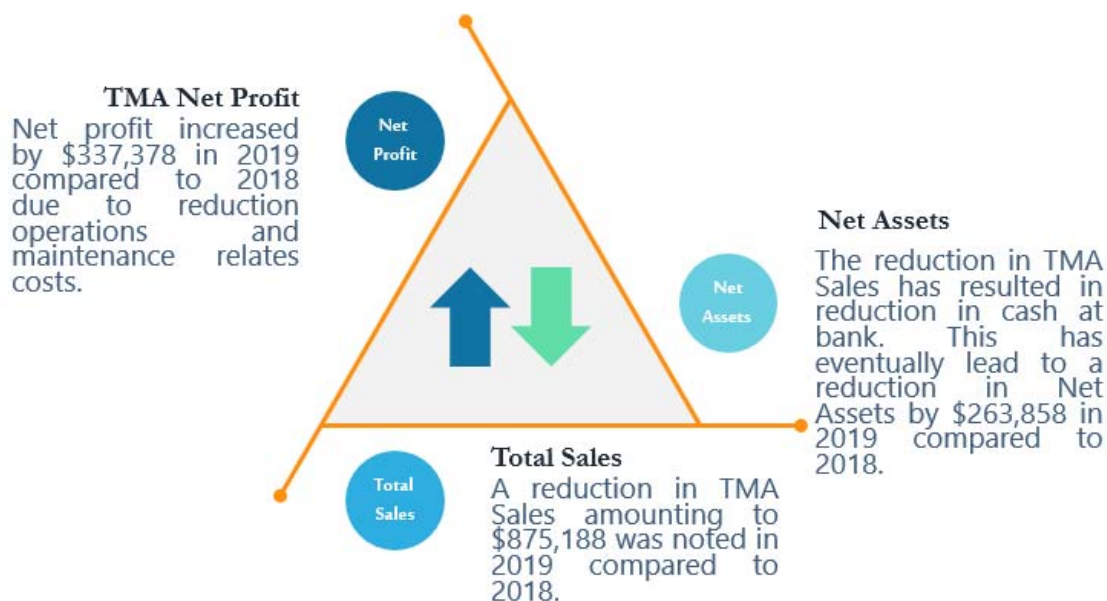 TMA Net Profit
Net profit increased
by $337,378 in 2019
compared to 2018
due to reduction
operations and
maintenance relates
costs.
Net
Profit
Net Assets
The reduction in TMA
Sales has resulted in
reduction in cash at
bank. This has
eventually lead to a
reduction in Net
Assets by $263,858 in
2019 compared to
2018.
Net
Assets
Total
Sales
Total Sales
A reduction in TMA
Sales amounting to
$875,188 was noted in
2019 compared to
2018.